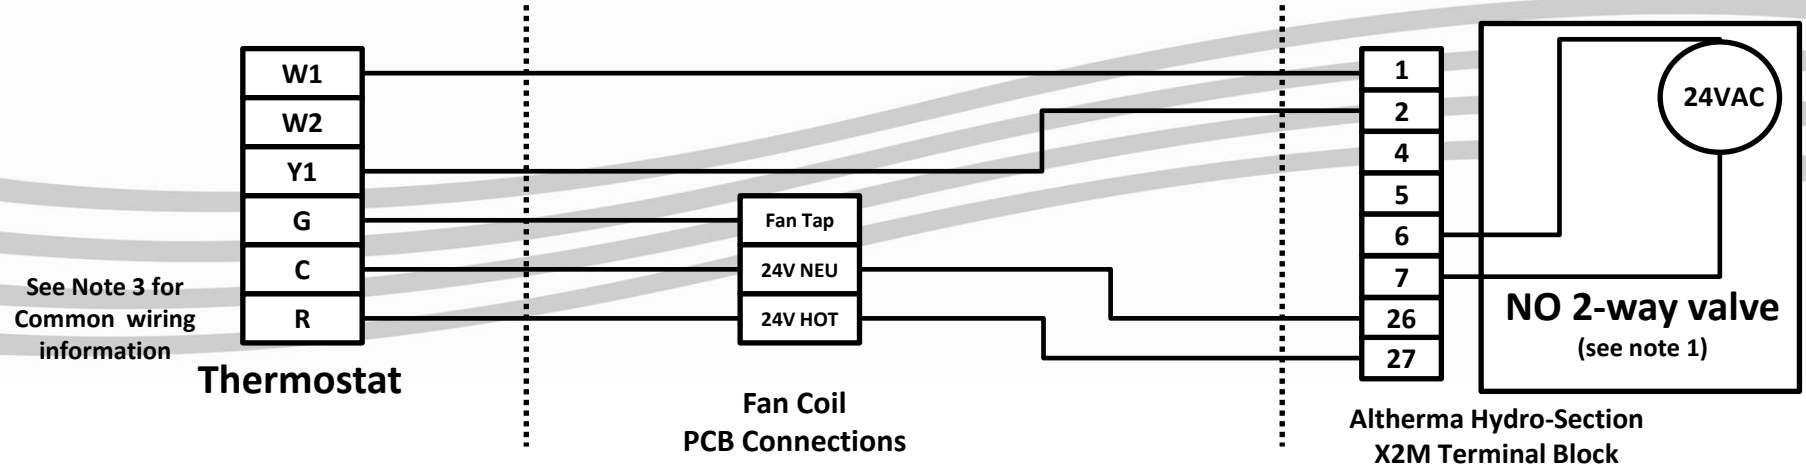 W1
W2
Y1
G
C
R
See Note 3 for
Common wiring
information
Thermostat
Fan Tap
24V NEU
24V HOT
Fan Coil
PCB Connections
1
2
4
5
6
7
26
27
Altherma Hydro-Section
X2M Terminal Block
24VAC
NO 2-way valve
(see note 1)